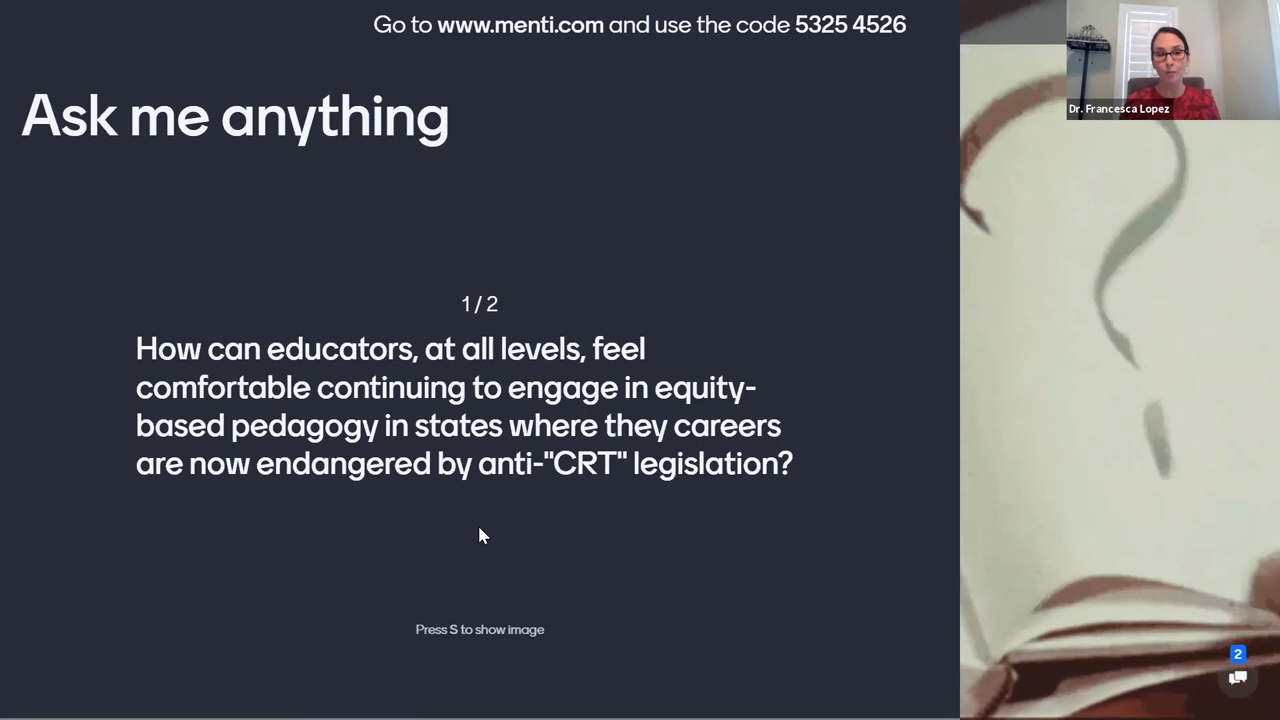 Go to www.menti.com and use the code 5325 4526
Dr. Francesca Lopez
Ask me anything
1 / 2
How can educators, at all levels, feel
comfortable continuing to engage in equity-
based pedagogy in states where they careers
are now endangered by anti-"CRT" legislation?
Press S to show image
2